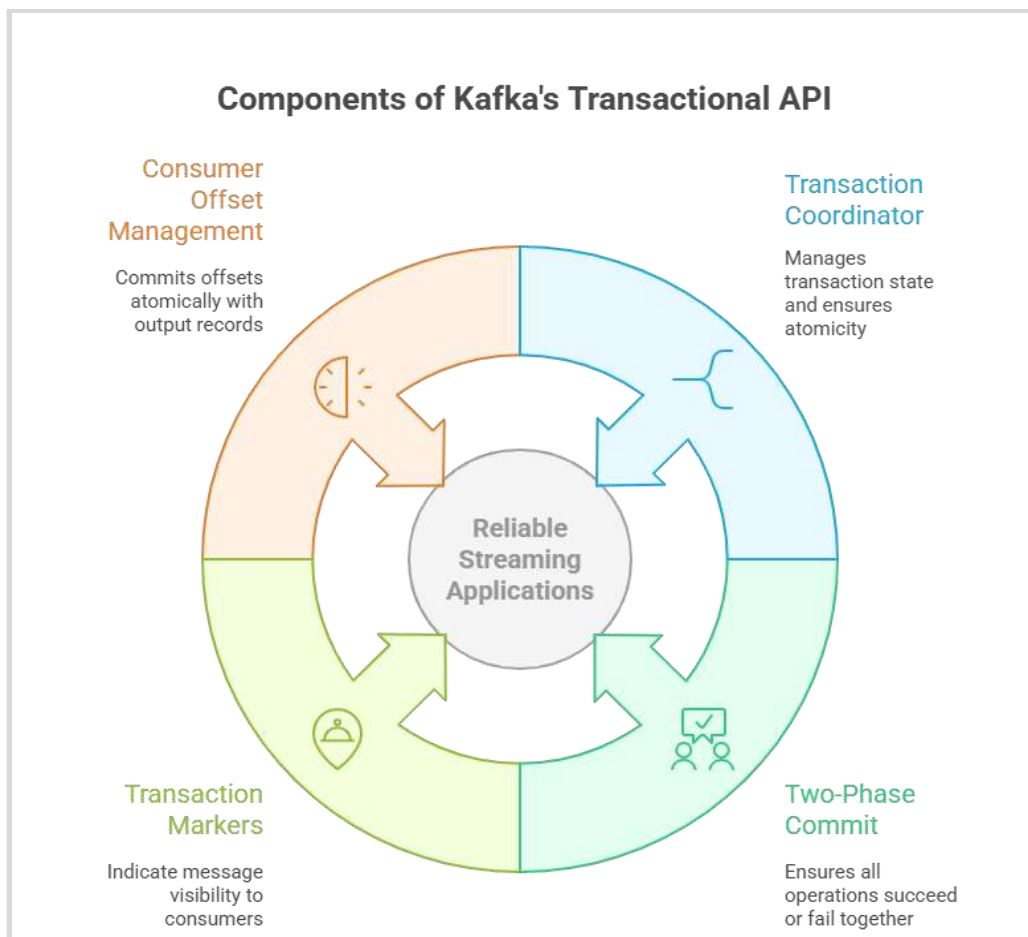 Components of Kafka's Transactional API
Consumer
Offset
Management
Commits offsets
atomically with
output records
Transaction
Coordinator
Manages
transaction state
and ensures
atomicity
Reliable
Streaming
Applications
Transaction
Markers
Indicate message
visibility to
consumers
Two-Phase
Commit
Ensures all
operations succeed
or fail together